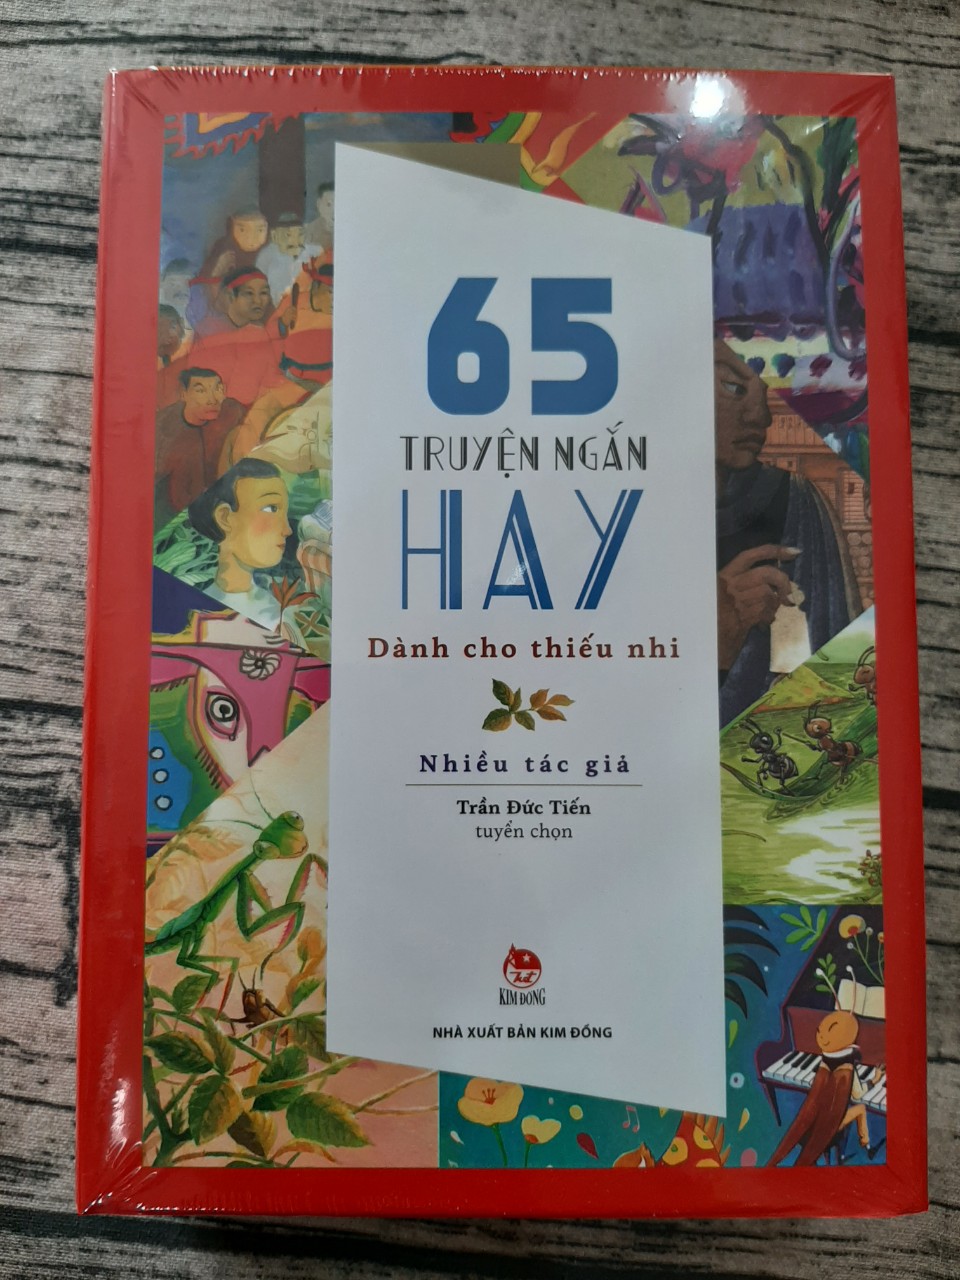 65
TRUYỆN NGẮN
HAY
Dành cho thiếu nhi
Nhiều tác giả
Trần Đức Tiến
tuyển chọn
KIM ĐỒNG
NHÀ XUẤT BẢN KIM ĐỒNG